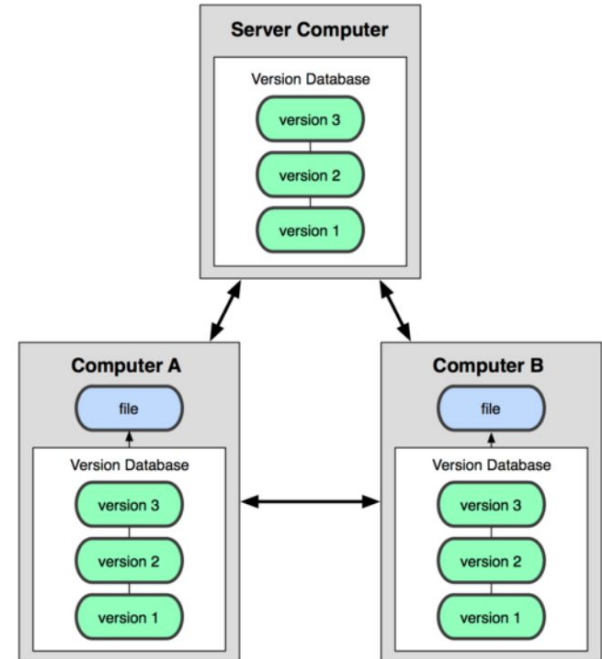 Server Computer
Version Database
version 3
version 2
version 1
Computer A
file
Version Database
version 3
version 2
version 1
Computer B
file
Version Database
version 3
version 2
version 1